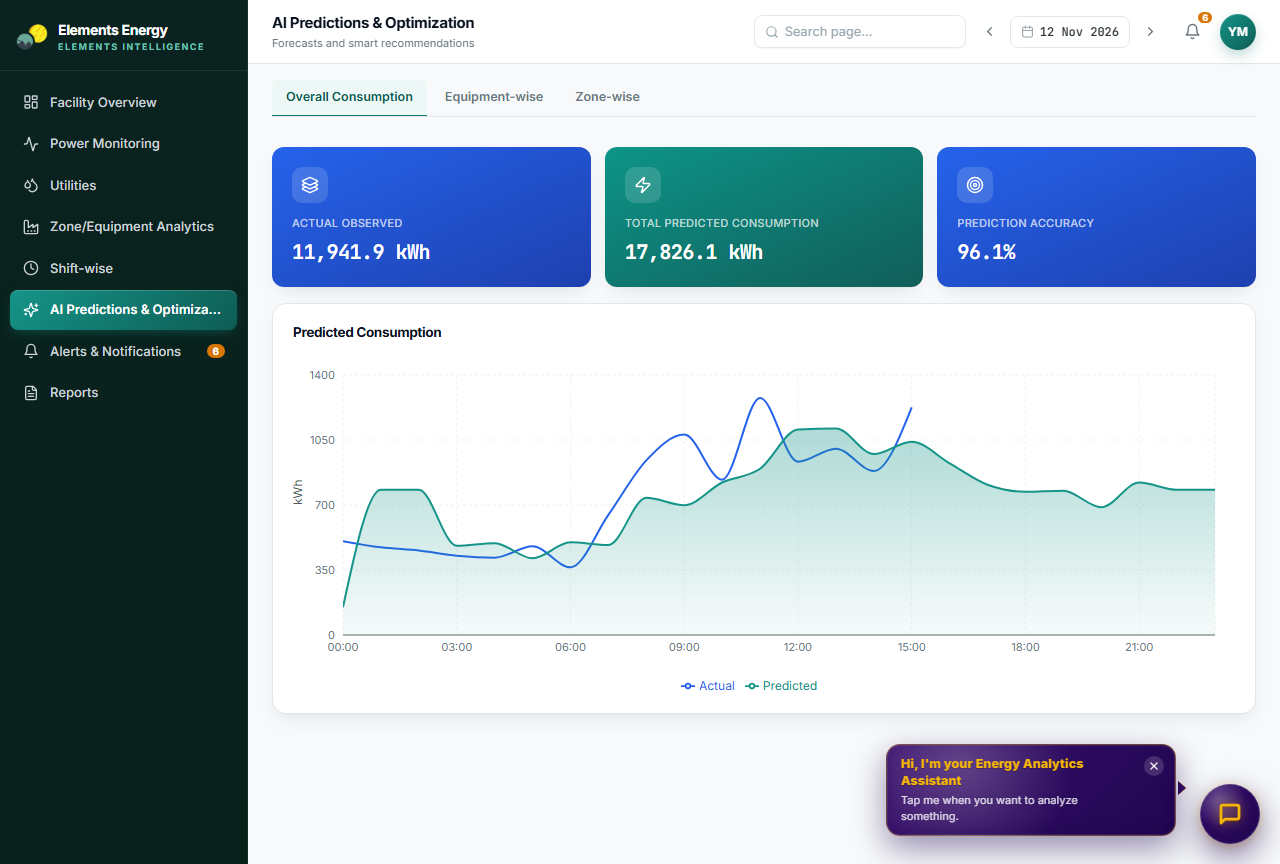 Elements Energy
ELEMENTS INTELLIGENCE
Facility Overview
Power Monitoring
Utilities
Zone/Equipment Analytics
Shift-wise
AI Predictions & Optimiza...
Alerts & Notifications
6
Reports
AI Predictions & Optimization
Forecasts and smart recommendations
Search page...
12 Nov 2026
6
YM
Overall Consumption
Equipment-wise
Zone-wise
ACTUAL OBSERVED
11,941.9 kWh
TOTAL PREDICTED CONSUMPTION
17,826.1 kWh
PREDICTION ACCURACY
96.1%
Predicted Consumption
1400
1050
700
350
0
kWh
00:00
03:00
06:00
09:00
12:00
15:00
18:00
21:00
Actual
Predicted
Hi, I'm your Energy Analytics
Assistant
Tap me when you want to analyze
something.